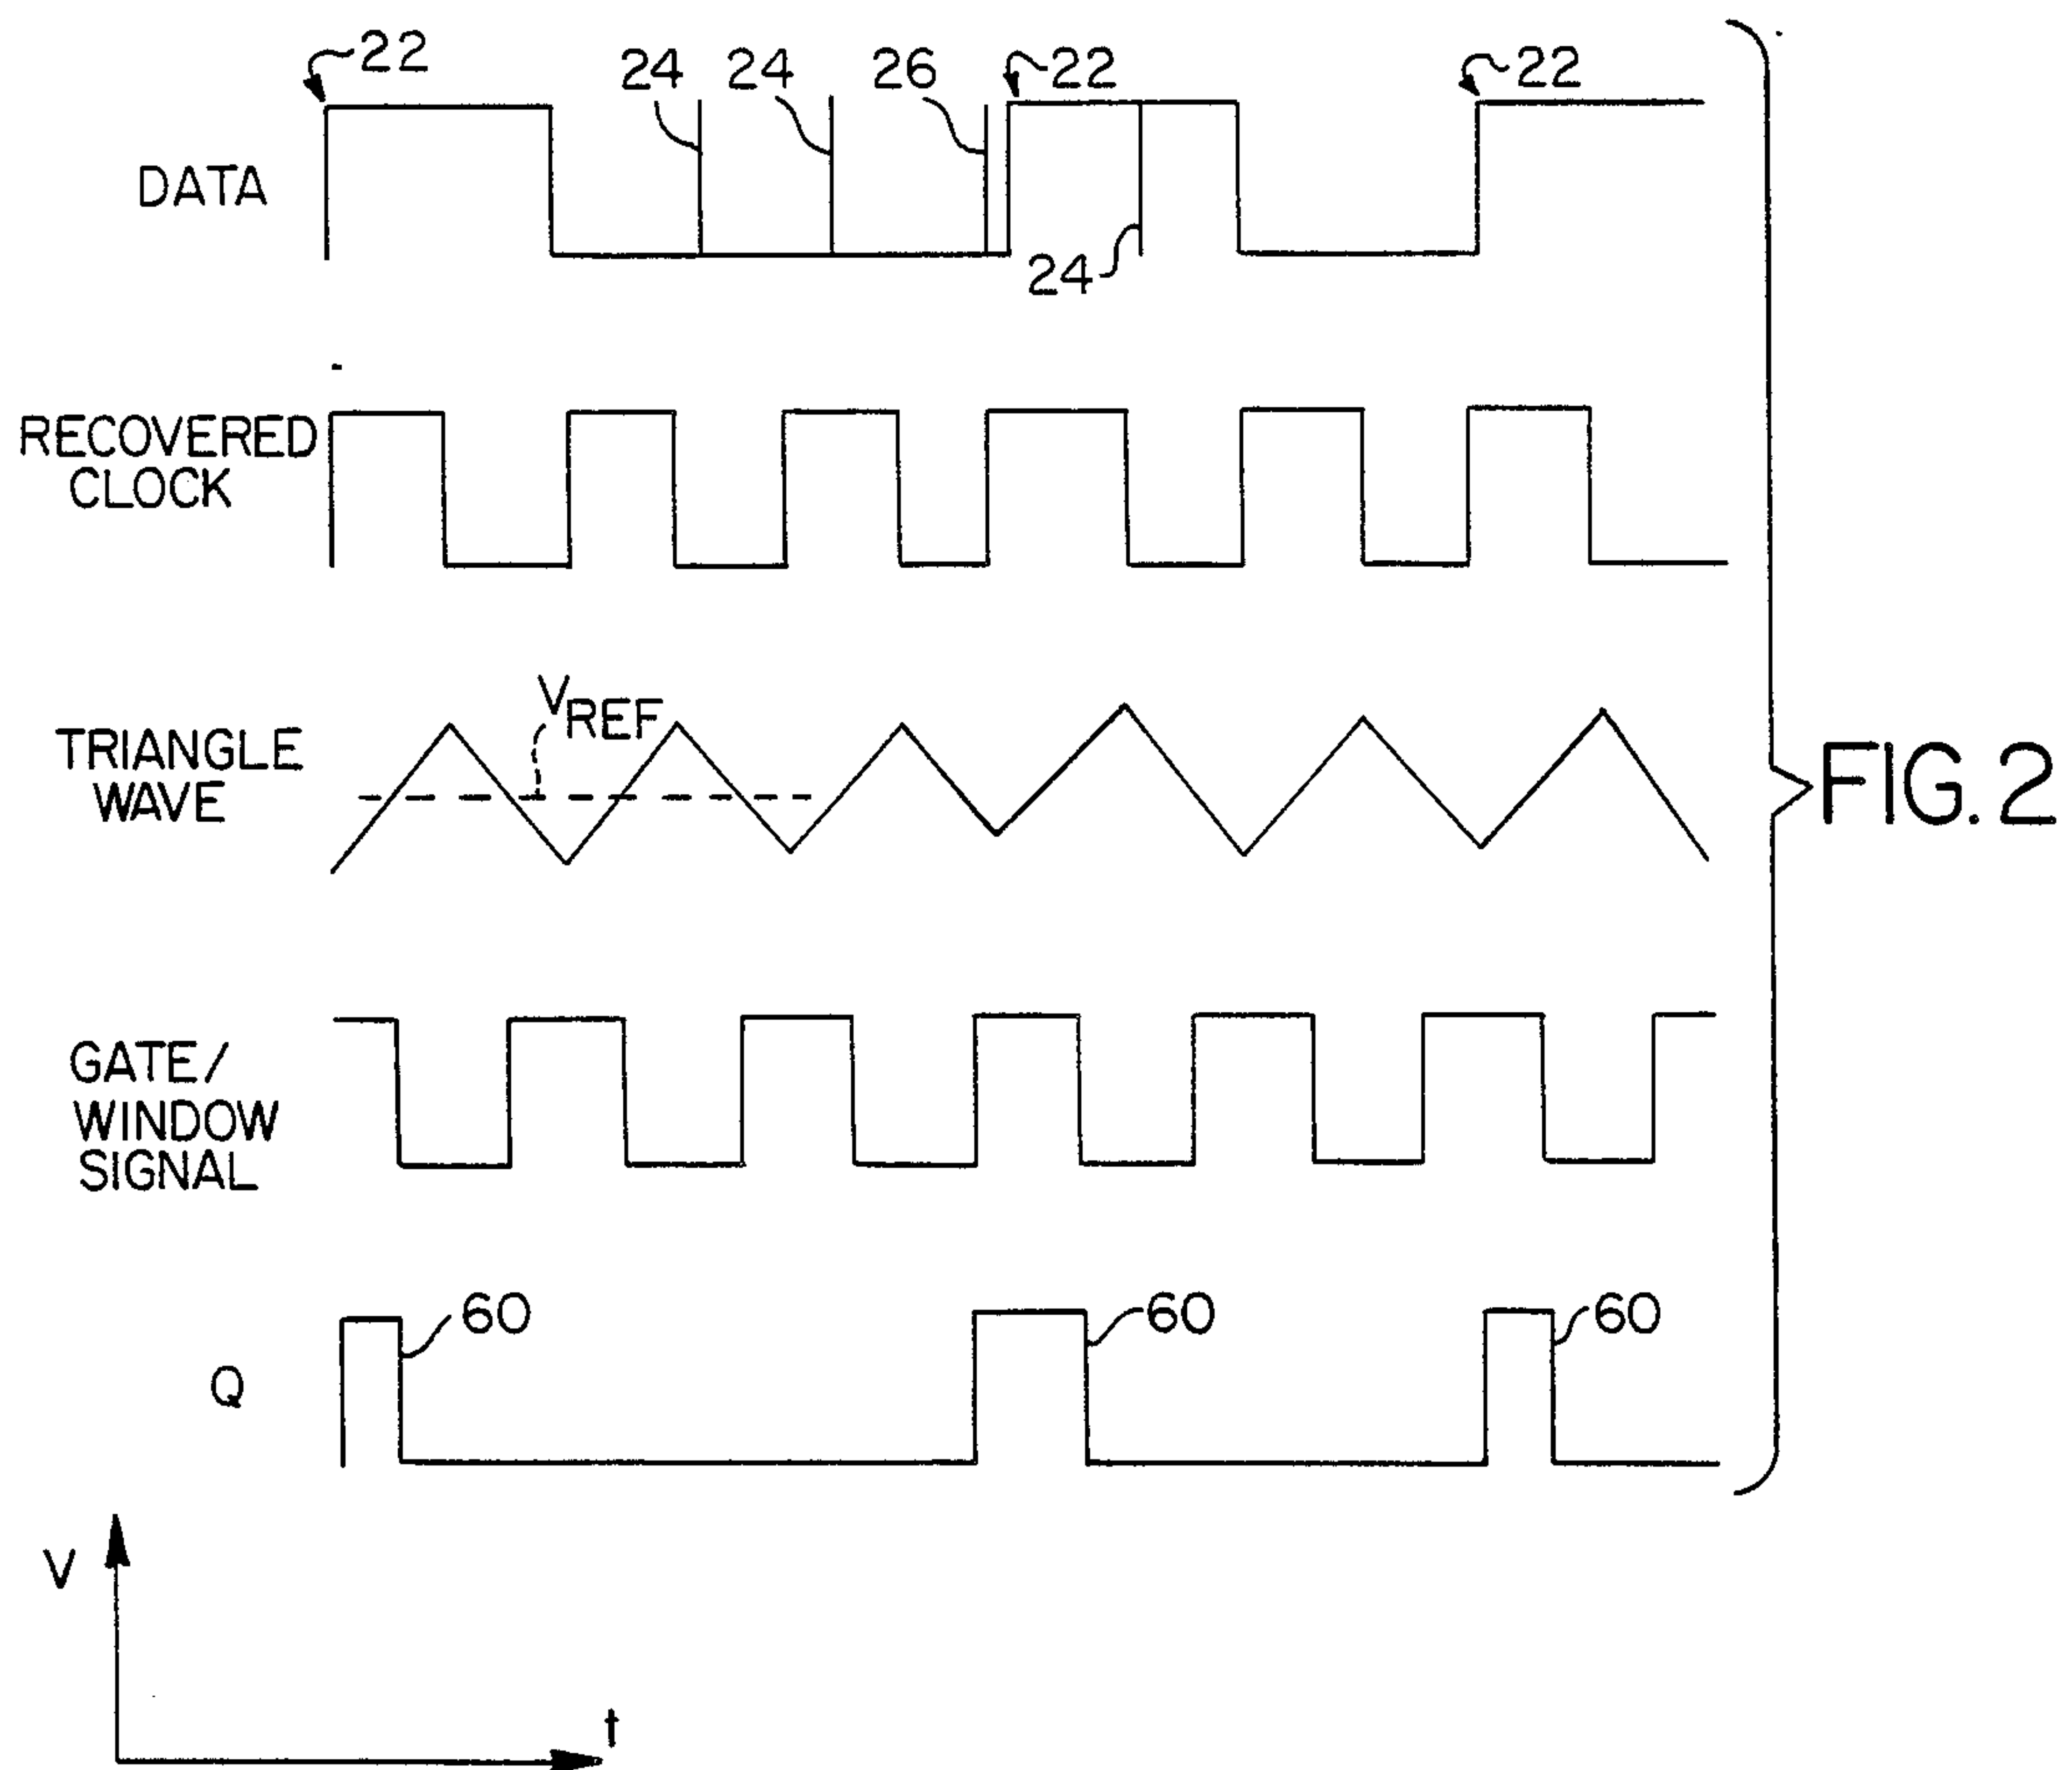 22
24
24
26
22
22
DATA
24
RECOVERED
CLOCK
VREF
TRIANGLE
WAVE
FIG. 2
GATE/
WINDOW
SIGNAL
60
60
60
Q
V
t